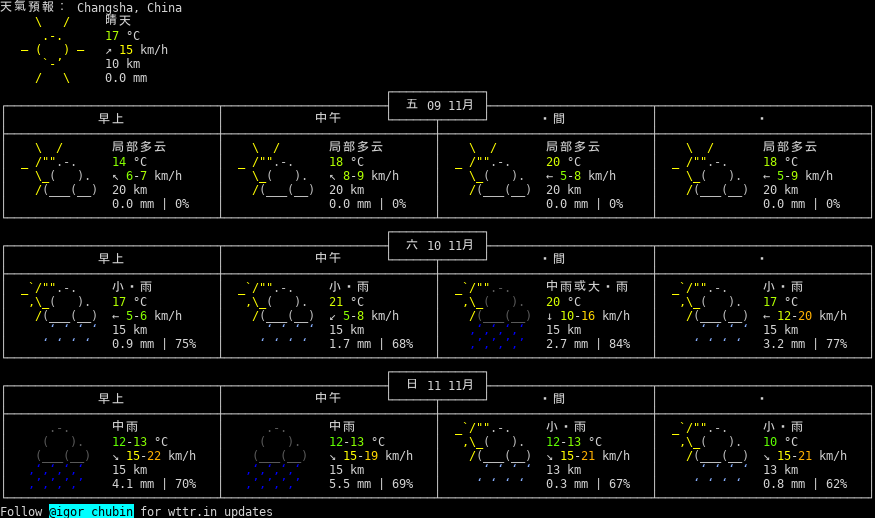 天氣預報： Changsha, China
晴天
17 °C
↗ 15 km/h
10 km
0.0 mm
五 09 11月
早上 中午 ・間 ・
局部多云 局部多云 局部多云 局部多云
14 °C 18 °C 20 °C 18 °C
↖ 6-7 km/h ↖ 8-9 km/h ← 5-8 km/h ← 5-9 km/h
20 km 20 km 20 km 20 km
0.0 mm | 0% 0.0 mm | 0% 0.0 mm | 0% 0.0 mm | 0%
六 10 11月
早上 中午 ・間 ・
小・雨 小・雨 中雨或大・雨 小・雨
17 °C 21 °C 20 °C 17 °C
← 5-6 km/h ↙ 5-8 km/h ↓ 10-16 km/h ← 12-20 km/h
15 km 15 km 15 km 15 km
0.9 mm | 75% 1.7 mm | 68% 2.7 mm | 84% 3.2 mm | 77%
日 11 11月
早上 中午 ・間 ・
中雨 中雨 小・雨 小・雨
12-13 °C 12-13 °C 12-13 °C 10 °C
↘ 15-22 km/h ↘ 15-19 km/h ↘ 15-21 km/h ↘ 15-21 km/h
15 km 15 km 13 km 13 km
4.1 mm | 70% 5.5 mm | 69% 0.3 mm | 67% 0.8 mm | 62%
Follow @igor_chubin for wttr.in updates